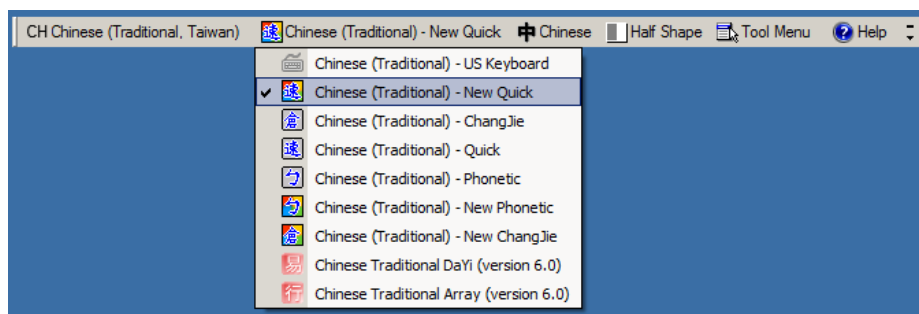 CH Chinese (Traditional, Taiwan) 速 Chinese (Traditional) - New Quick 中 Chinese Half Shape Tool Menu ? Help
Chinese (Traditional) - US Keyboard
速 Chinese (Traditional) - New Quick
倉 Chinese (Traditional) - ChangJie
速 Chinese (Traditional) - Quick
ㄅ Chinese (Traditional) - Phonetic
ㄅ Chinese (Traditional) - New Phonetic
倉 Chinese (Traditional) - New ChangJie
易 Chinese Traditional DaYi (version 6.0)
行 Chinese Traditional Array (version 6.0)